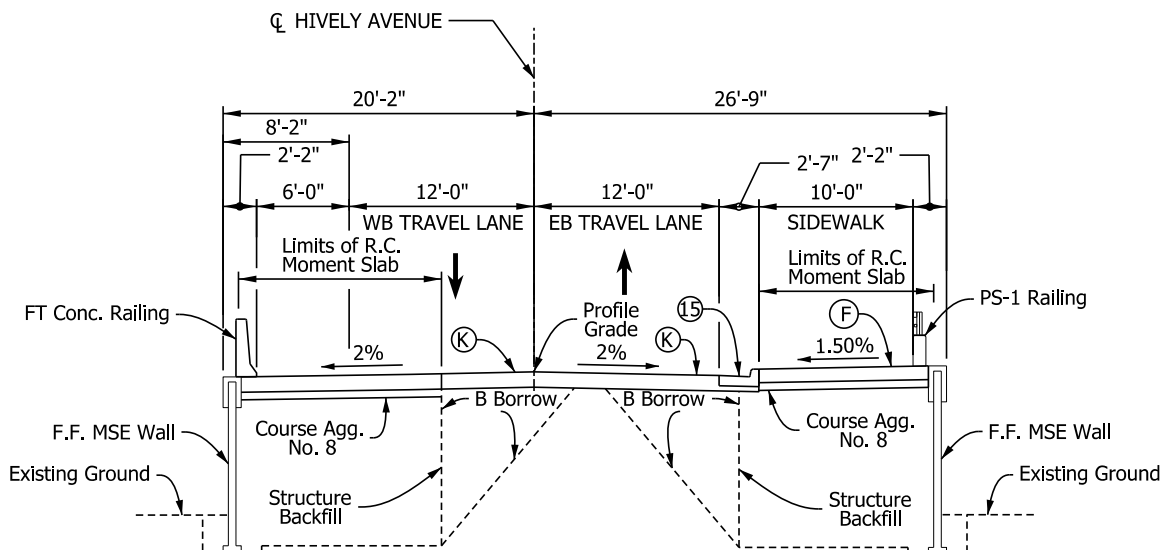 ℄ HIVELY AVENUE
20'-2"
26'-9"
8'-2"
2'-2"
2'-7"
2'-2"
6'-0"
12'-0"
12'-0"
10'-0"
WB TRAVEL LANE
EB TRAVEL LANE
SIDEWALK
Limits of R.C.
Moment Slab
Limits of R.C.
Moment Slab
FT Conc. Railing
Profile
Grade
15
PS-1 Railing
K
K
F
2%
2%
1.50%
B Borrow
B Borrow
Course Agg.
No. 8
Course Agg.
No. 8
F.F. MSE Wall
F.F. MSE Wall
Existing Ground
Existing Ground
Structure
Backfill
Structure
Backfill